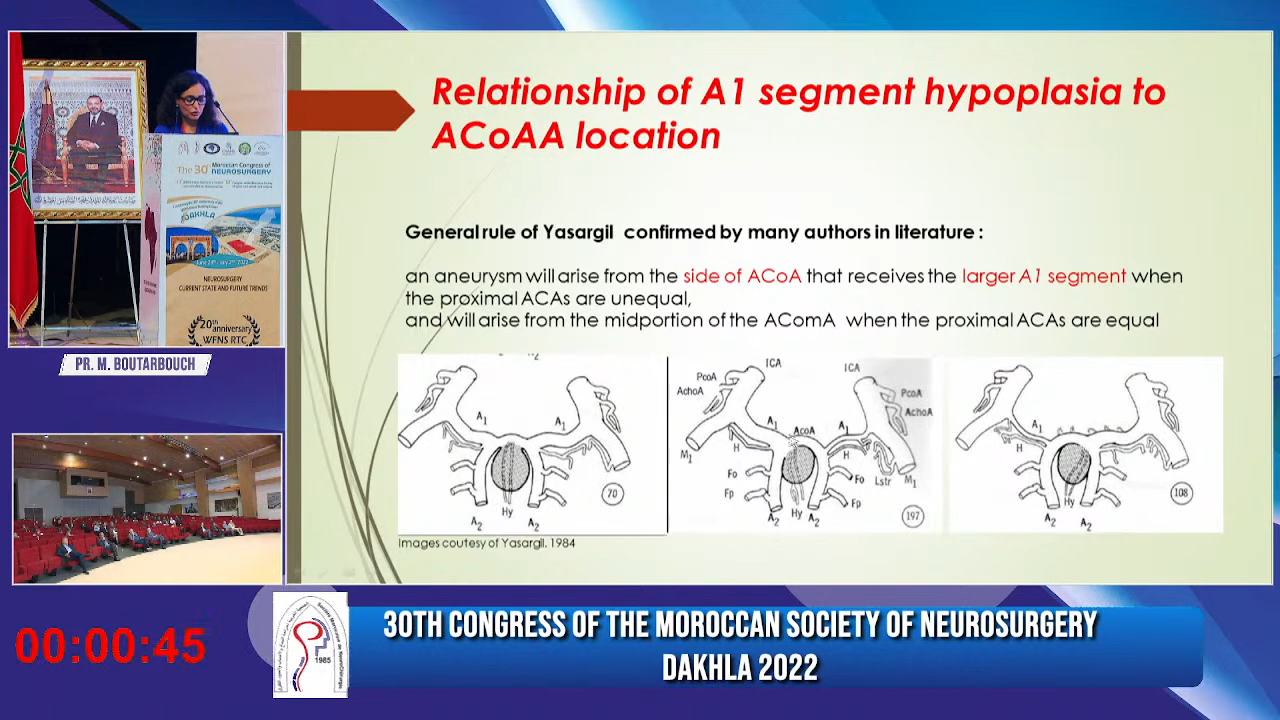 Relationship of A1 segment hypoplasia to
ACoAA location
General rule of Yasargil confirmed by many authors in literature :
an aneurysm will arise from the side of ACoA that receives the larger A1 segment when
the proximal ACAs are unequal,
and will arise from the midportion of the AComA when the proximal ACAs are equal
A1
A1
Hy
A2
A2
70
ICA
ICA
PcoA
AchoA
PcoA
AchoA
A1
AcoA
A1
M1
H
H
Fo
Fo
Lstr
M1
Fp
Fp
A2
Hy
A2
197
A1
H
Hy
A2
A2
108
Images coutesy of Yasargil. 1984
The 30th Moroccan Congress of
NEUROSURGERY
DAKHLA
NEUROSURGERY
CURRENT STATE AND FUTURE TRENDS
20th
anniversary
WFNS RTC
PR. M. BOUTARBOUCH
00:00:45
1985
30TH CONGRESS OF THE MOROCCAN SOCIETY OF NEUROSURGERY
DAKHLA 2022